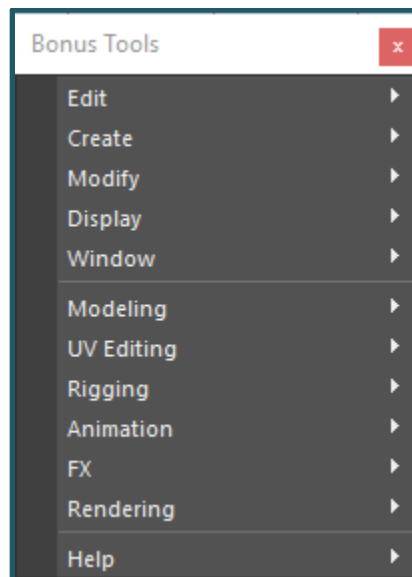 Bonus Tools
x
Edit
Create
Modify
Display
Window
Modeling
UV Editing
Rigging
Animation
FX
Rendering
Help